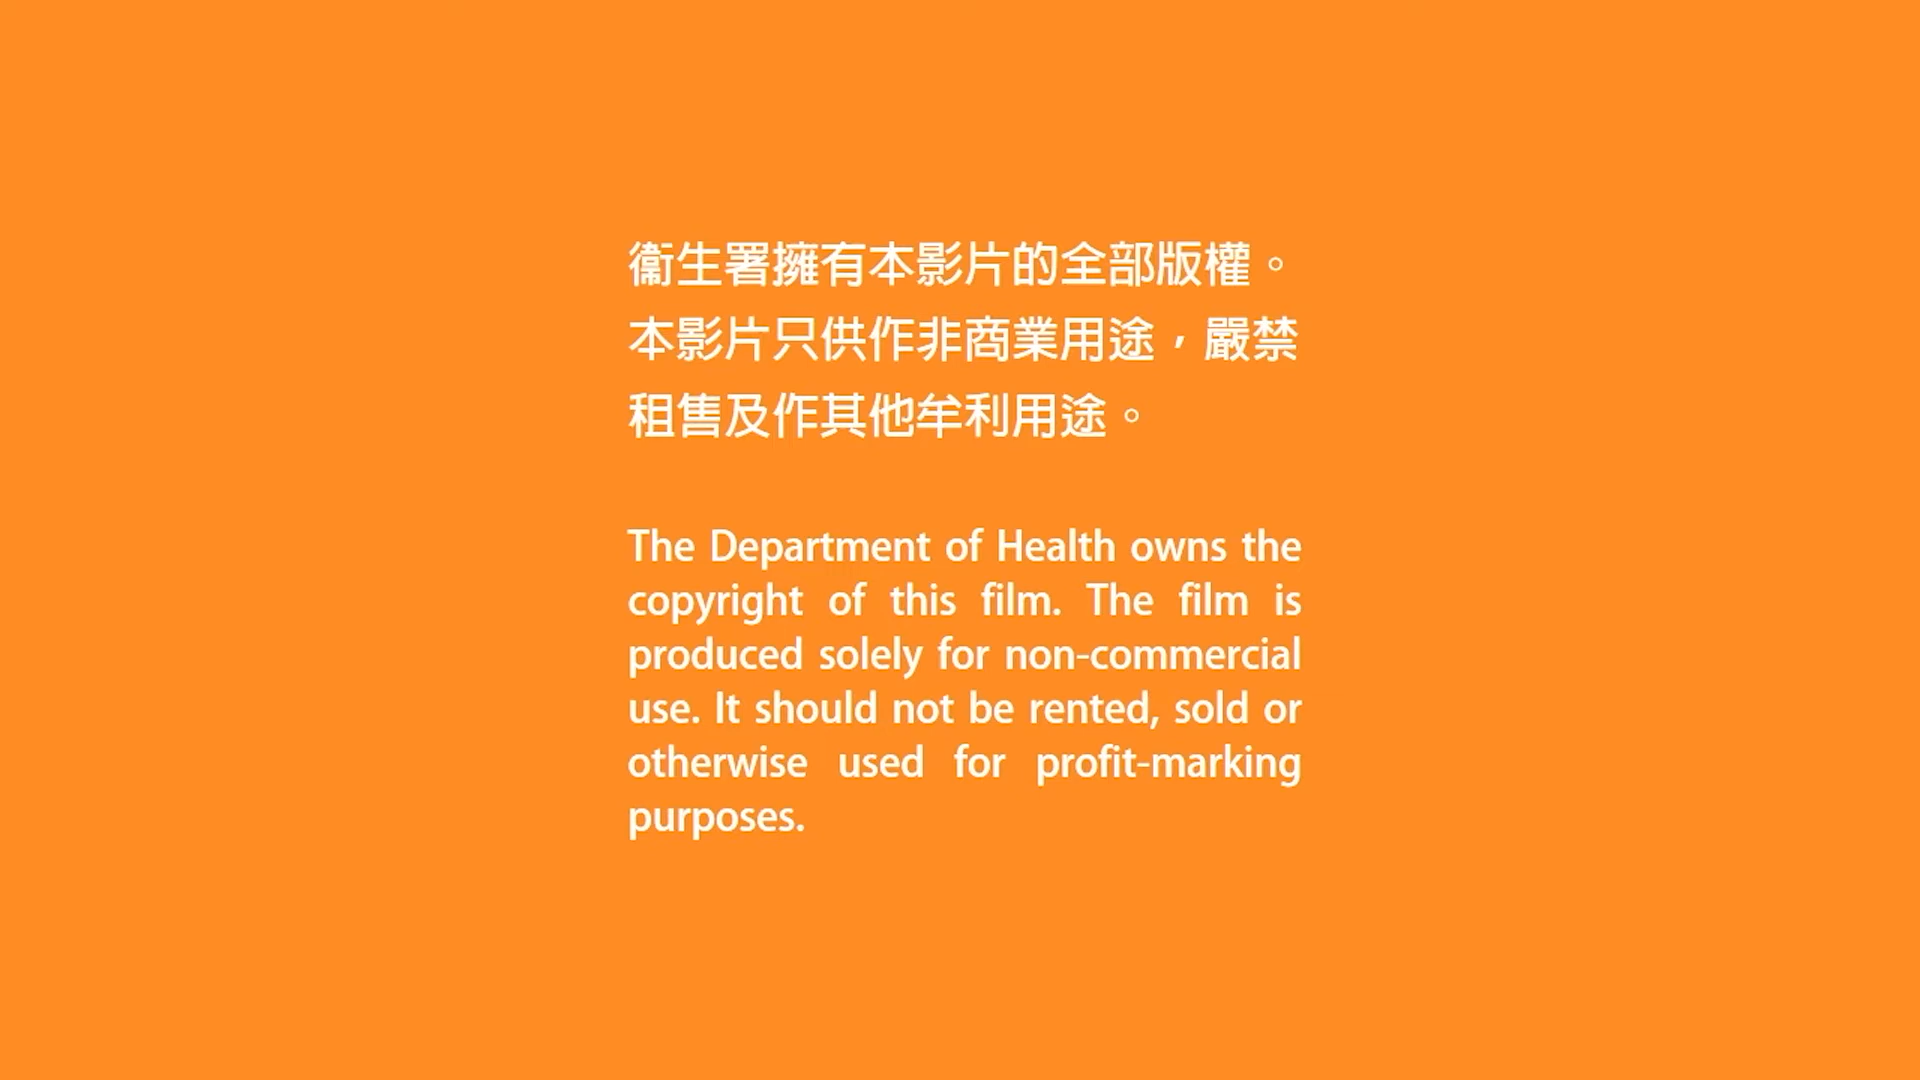 衞生署擁有本影片的全部版權。
本影片只供作非商業用途，嚴禁
租售及作其他牟利用途。
The Department of Health owns the
copyright of this film. The film is
produced solely for non-commercial
use. It should not be rented, sold or
otherwise used for profit-marking
purposes.